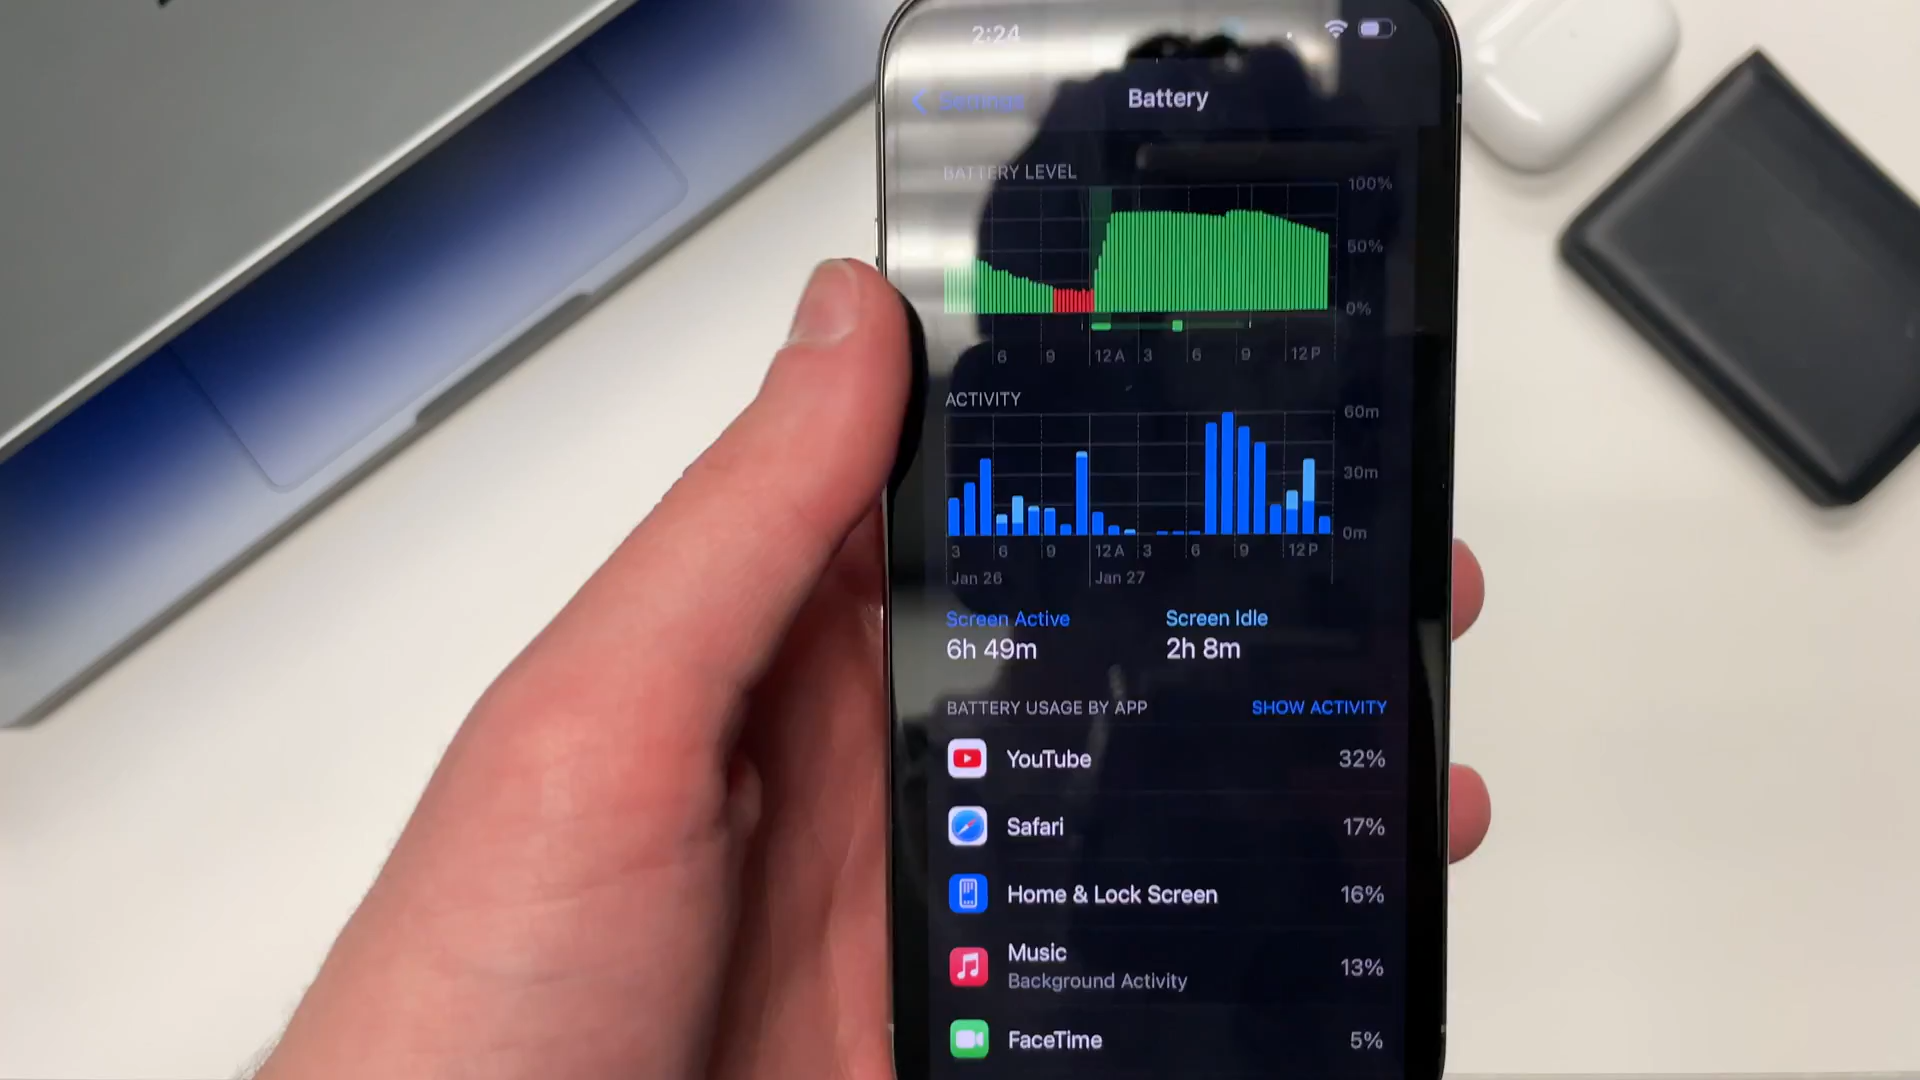 2:24
Settings
Battery
BATTERY LEVEL
100%
50%
0%
6 9 12 A 3 6 9 12 P
ACTIVITY
60m
30m
0m
3 6 9 12 A 3 6 9 12 P
Jan 26 Jan 27
Screen Active Screen Idle
6h 49m 2h 8m
BATTERY USAGE BY APP SHOW ACTIVITY
YouTube 32%
Safari 17%
Home & Lock Screen 16%
Music
Background Activity 13%
FaceTime 5%